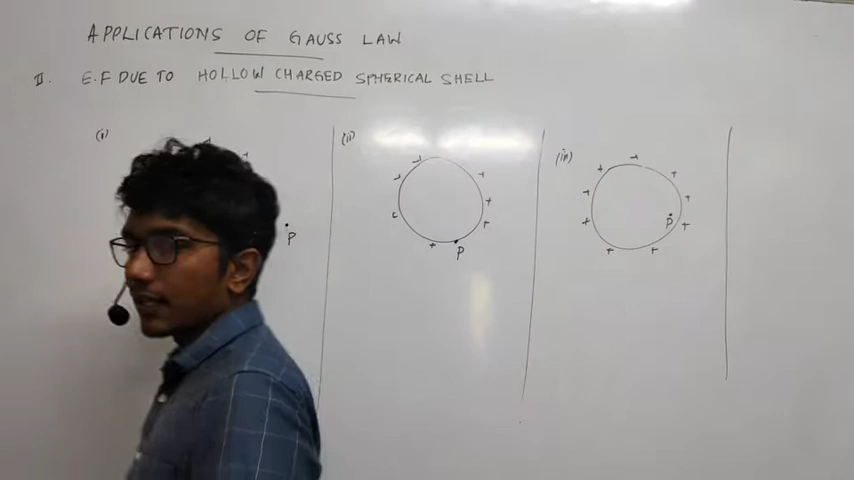 APPLICATIONS OF GAUSS LAW
II. E.F DUE TO HOLLOW CHARGED SPHERICAL SHELL
(i)
(ii)
(iii)
P
P
P